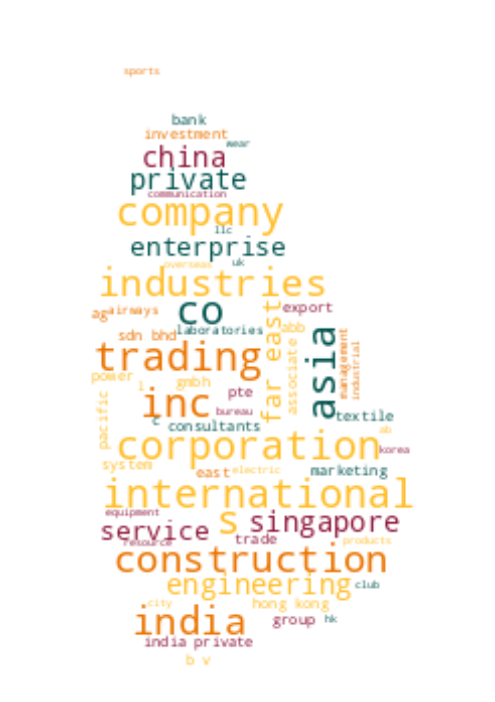 sports
bank
investment
wear
china
private
communication
company
llc
enterprise
uk
overseas
industries
co
export
ag
airways
laboratories
abb
sdn bhd
far east
asia
management
industrial
trading
associate
power
gmbh
l
inc
pte
pacific
bureau
textile
c
consultants
ab
corporation
korea
system
east
electric
marketing
international
equipment
s
singapore
service
resource
trade
products
construction
engineering
club
city
hong kong
india
group
hk
india private
b v